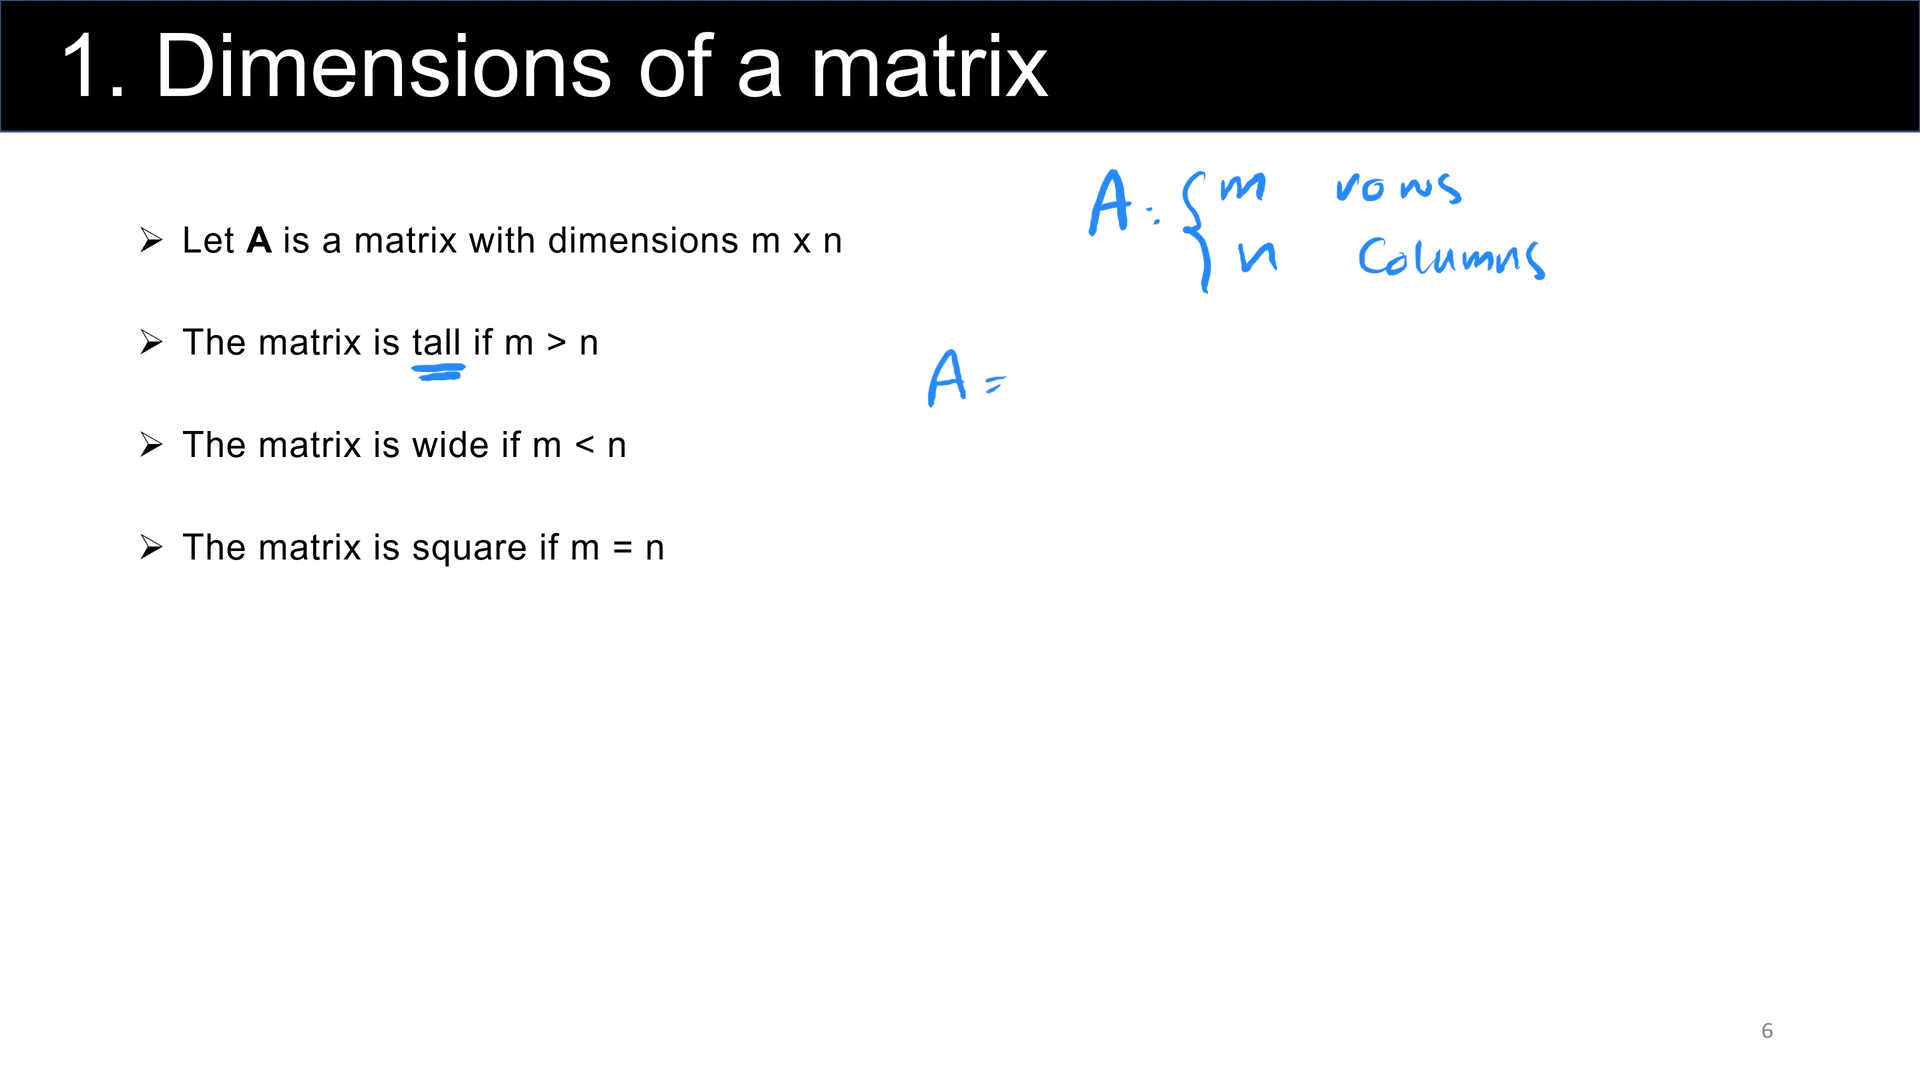 1. Dimensions of a matrix
A : { m rows
n Columns
➢ Let A is a matrix with dimensions m x n
➢ The matrix is tall if m > n
A =
➢ The matrix is wide if m < n
➢ The matrix is square if m = n
6